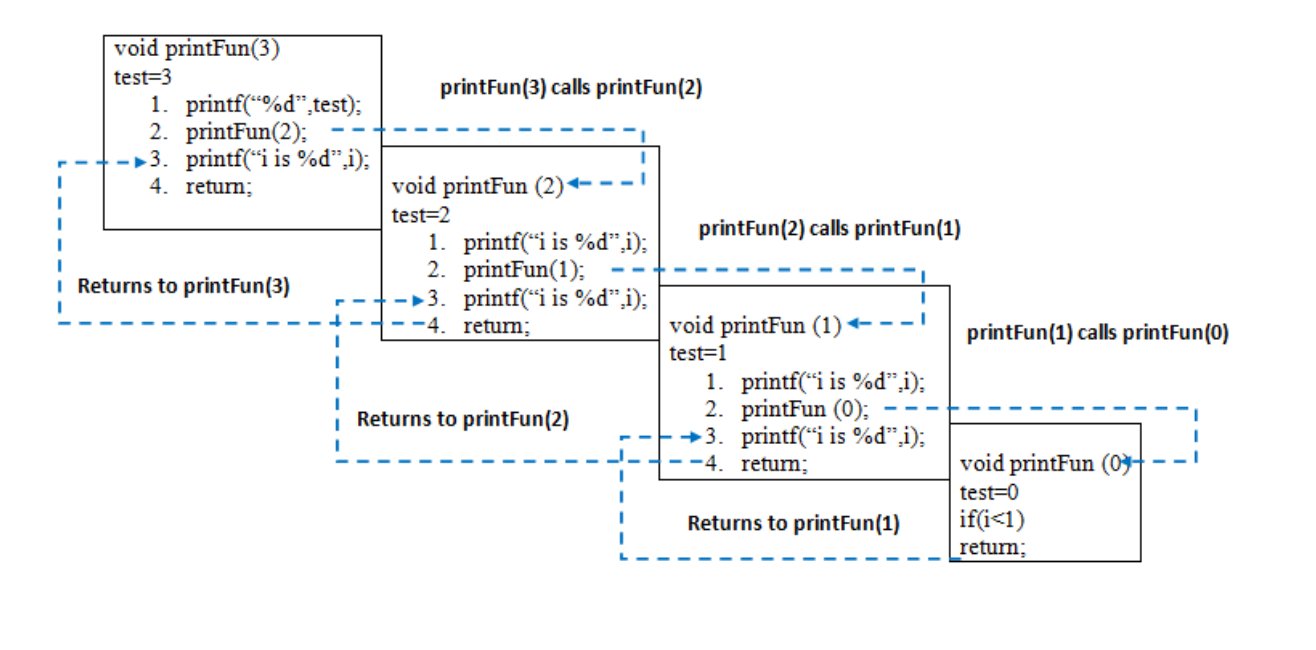 void printFun(3)
test=3
1. printf(“%d”,test);
2. printFun(2);
3. printf(“i is %d”,i);
4. return;
printFun(3) calls printFun(2)
void printFun (2)
test=2
1. printf(“i is %d”,i);
2. printFun(1);
3. printf(“i is %d”,i);
4. return;
Returns to printFun(3)
printFun(2) calls printFun(1)
void printFun (1)
test=1
1. printf(“i is %d”,i);
2. printFun (0);
3. printf(“i is %d”,i);
4. return;
Returns to printFun(2)
printFun(1) calls printFun(0)
void printFun (0)
test=0
if(i<1)
return;
Returns to printFun(1)